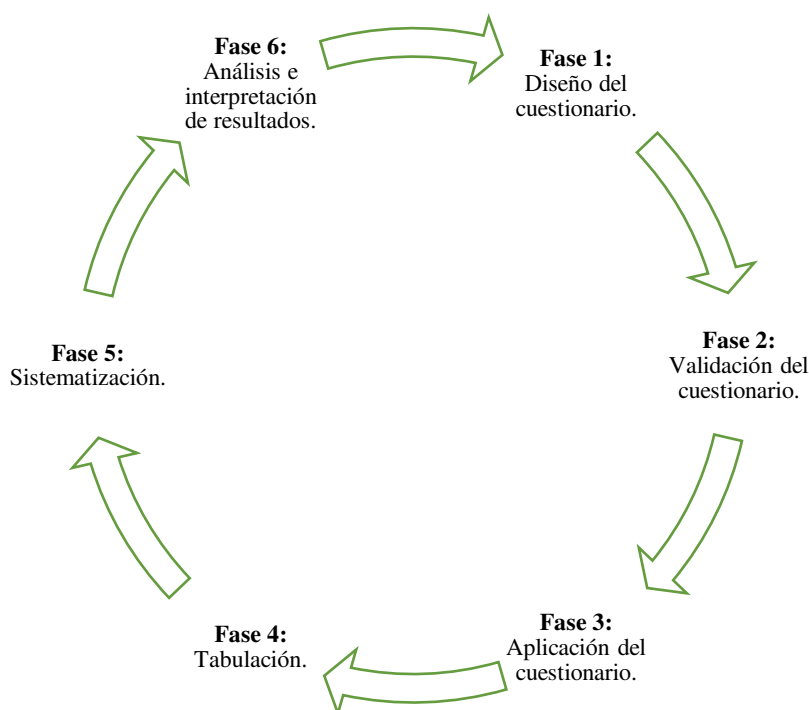 Fase 1:
Diseño del
cuestionario.
Fase 2:
Validación del
cuestionario.
Fase 3:
Aplicación del
cuestionario.
Fase 4:
Tabulación.
Fase 5:
Sistematización.
Fase 6:
Análisis e
interpretación
de resultados.